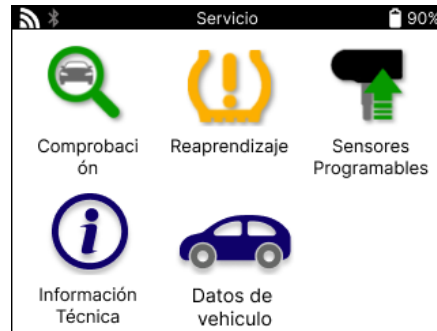 Servicio
90%
Comprobaci
ón
Reaprendizaje
Sensores
Programables
Información
Técnica
Datos de
vehiculo